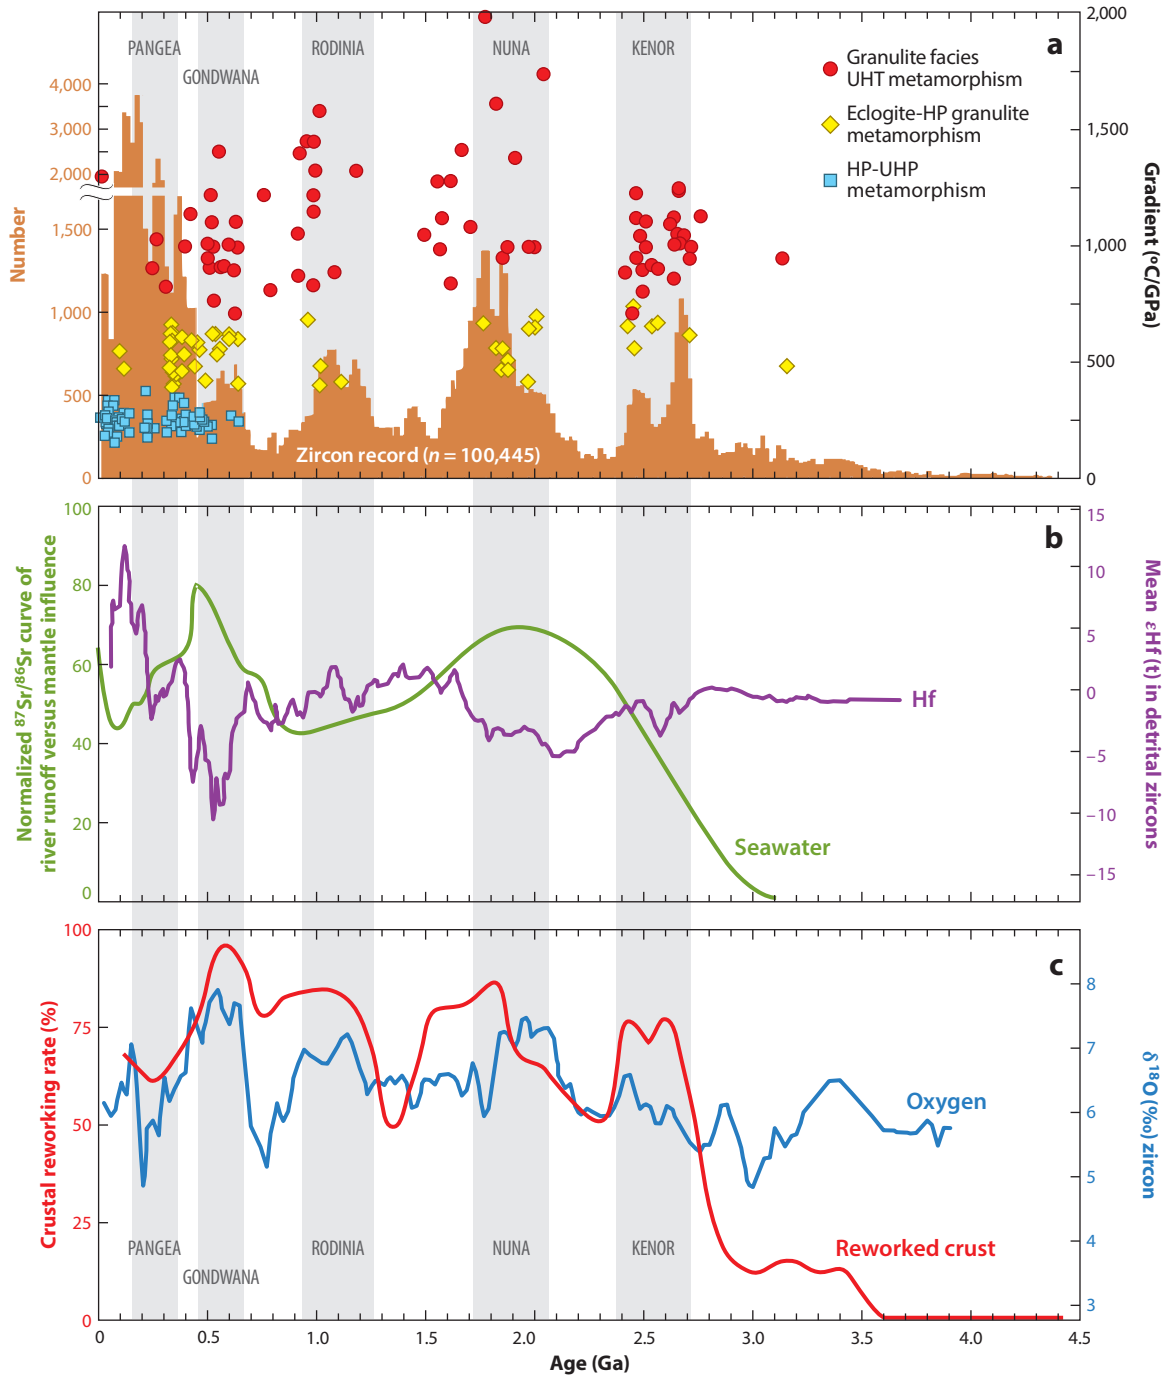 PANGEA
GONDWANA
RODINIA
NUNA
KENOR
a
Granulite facies
UHT metamorphism
Eclogite-HP granulite
metamorphism
HP-UHP
metamorphism
Number
4,000
3,000
2,000
1,500
1,000
500
0
Zircon record (n = 100,445)
2,000
1,500
1,000
500
0
Gradient (°C/GPa)
b
Normalized ⁸⁷Sr/⁸⁶Sr curve of
river runoff versus mantle influence
100
80
60
40
20
0
Hf
Seawater
15
10
5
0
−5
−10
−15
Mean εHf (t) in
detrital zircons
c
Crustal reworking rate (%)
100
75
50
25
0
Oxygen
Reworked crust
PANGEA
GONDWANA
RODINIA
NUNA
KENOR
8
7
6
5
4
3
δ¹⁸O (‰) zircon
0 0.5 1.0 1.5 2.0 2.5 3.0 3.5 4.0 4.5
Age (Ga)